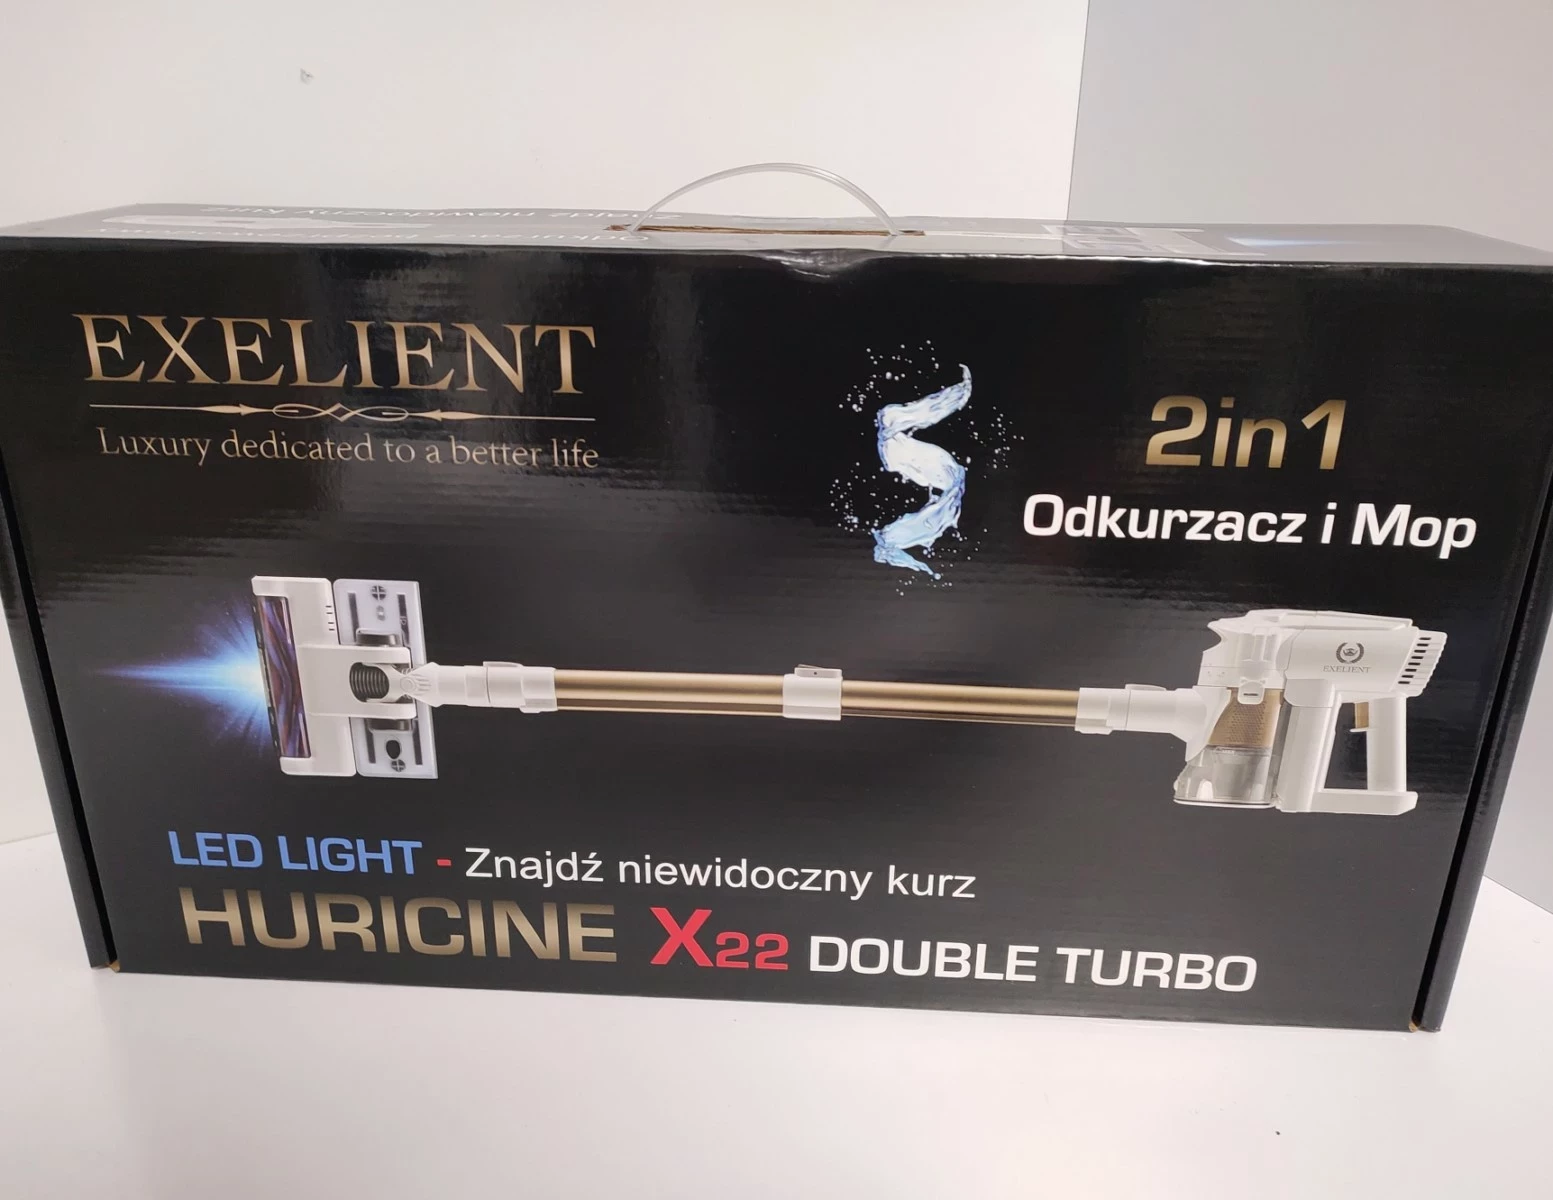 EXELIENT
Luxury dedicated to a better life
2in1
Odkurzacz i Mop
EXELIENT
LED LIGHT - Znajdź niewidoczny kurz
HURICINE X22 DOUBLE TURBO